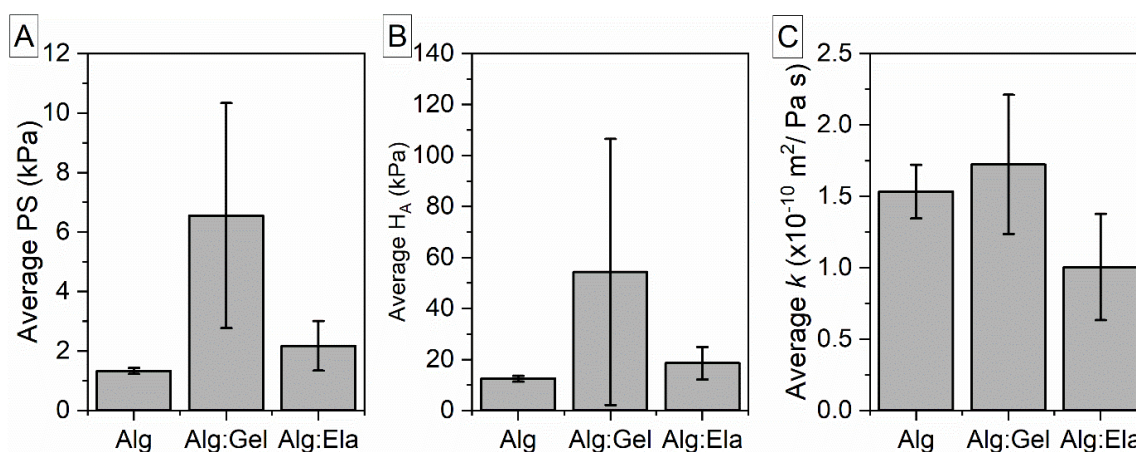 A
Average PS (kPa)
12
10
8
6
4
2
0
Alg Alg:Gel Alg:Ela
B
Average H_A (kPa)
140
120
100
80
60
40
20
0
Alg Alg:Gel Alg:Ela
C
Average k (x10⁻¹⁰ m²/ Pa s)
2.5
2.0
1.5
1.0
0.5
0.0
Alg Alg:Gel Alg:Ela